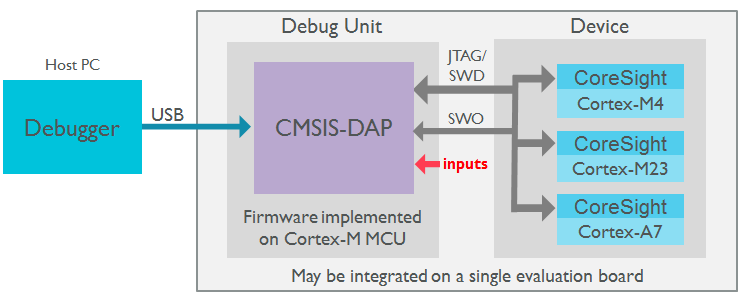 Debug Unit
Device
Host PC
Debugger
USB
CMSIS-DAP
JTAG/
SWD
SWO
inputs
CoreSight
Cortex-M4
CoreSight
Cortex-M23
CoreSight
Cortex-A7
Firmware implemented
on Cortex-M MCU
May be integrated on a single evaluation board